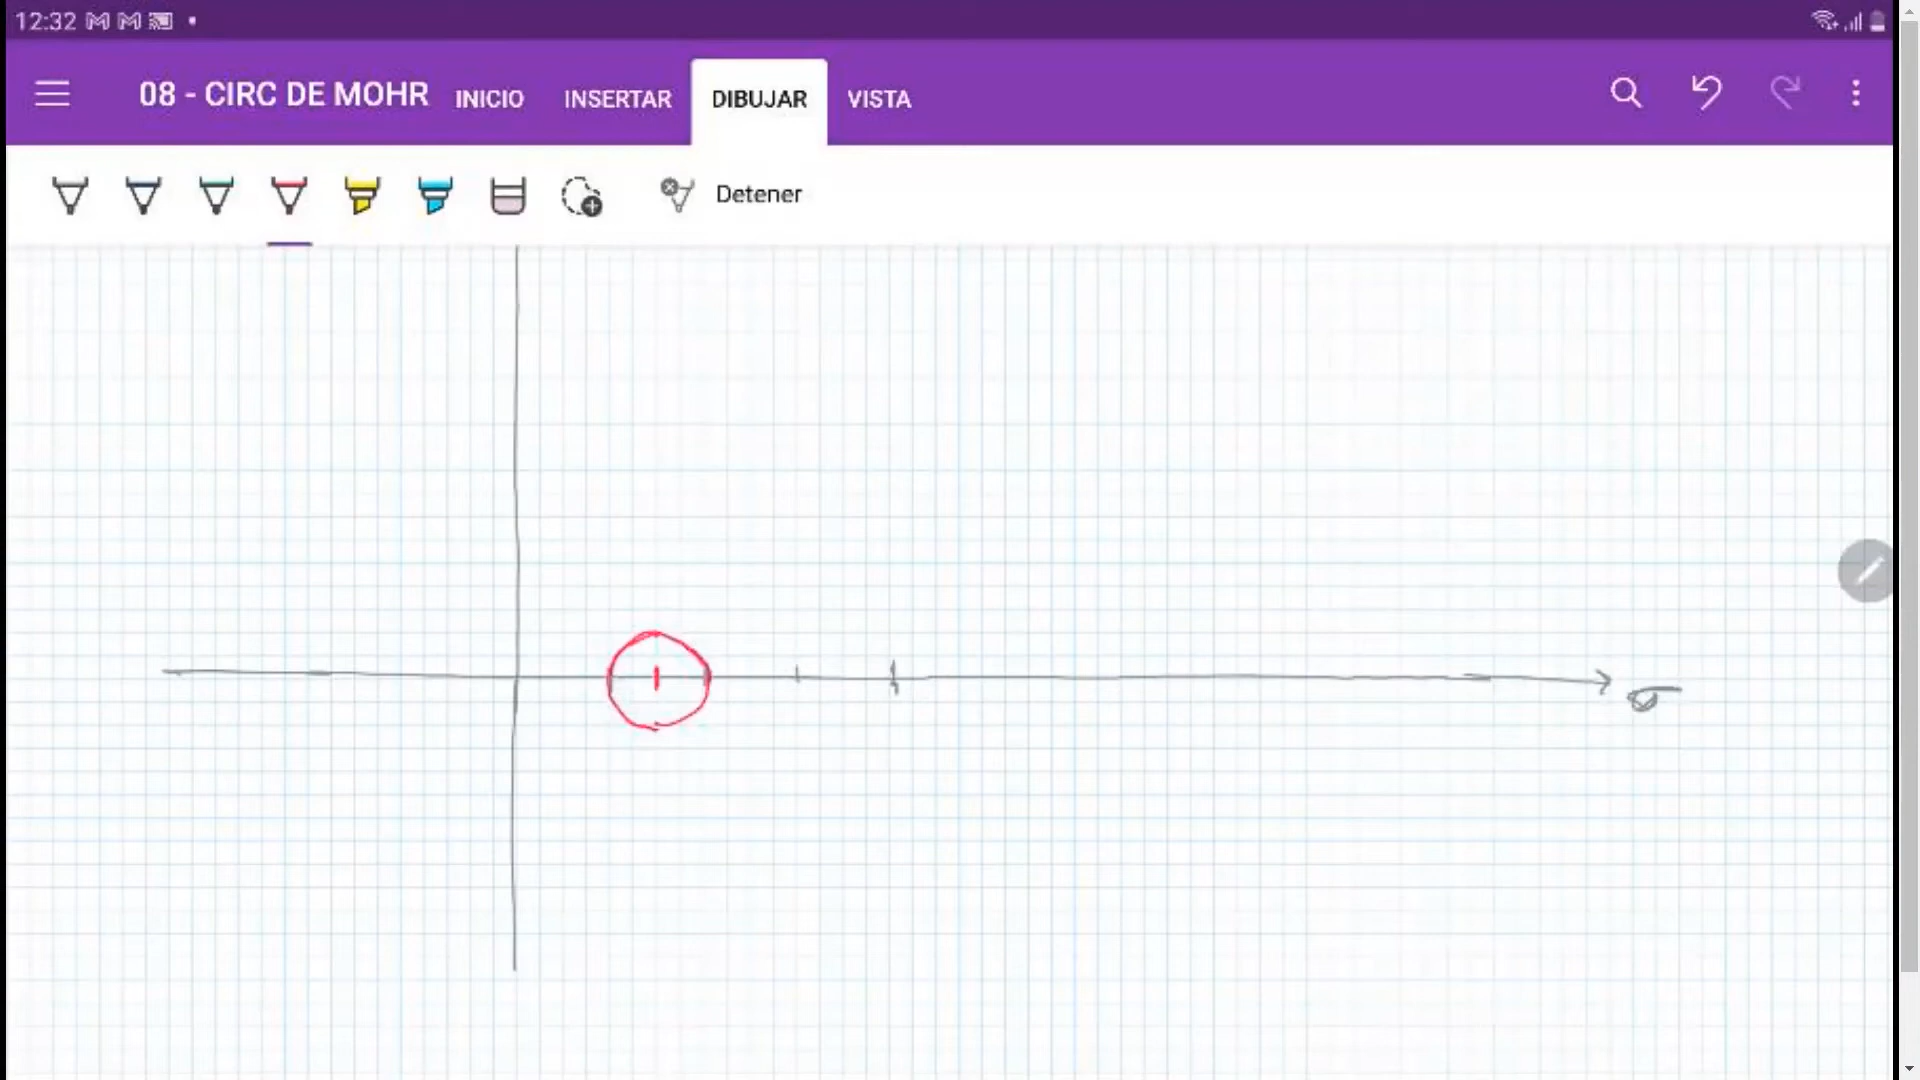 12:32
08 - CIRC DE MOHR INICIO INSERTAR DIBUJAR VISTA
Detener
σ